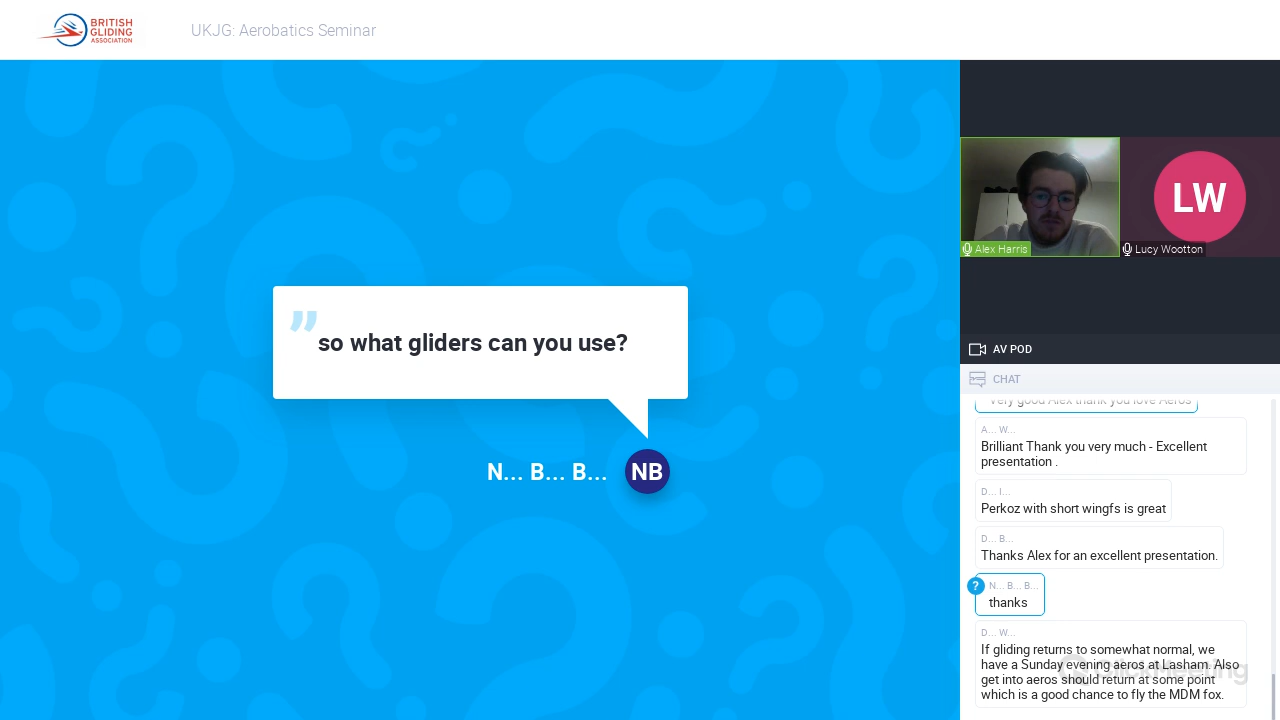 BRITISH
GLIDING
ASSOCIATION
UKJG: Aerobatics Seminar
so what gliders can you use?
N... B... B...
NB
LW
Alex Harris
Lucy Wootton
AV POD
CHAT
Very good Alex thank you love Aeros
A... W...
Brilliant Thank you very much - Excellent
presentation .
D... I...
Perkoz with short wingfs is great
D... B...
Thanks Alex for an excellent presentation.
?
N... B... B...
thanks
D... W...
If gliding returns to somewhat normal, we
have a Sunday evening aeros at Lasham. Also
get into aeros should return at some point
which is a good chance to fly the MDM fox.
ClickMeeting